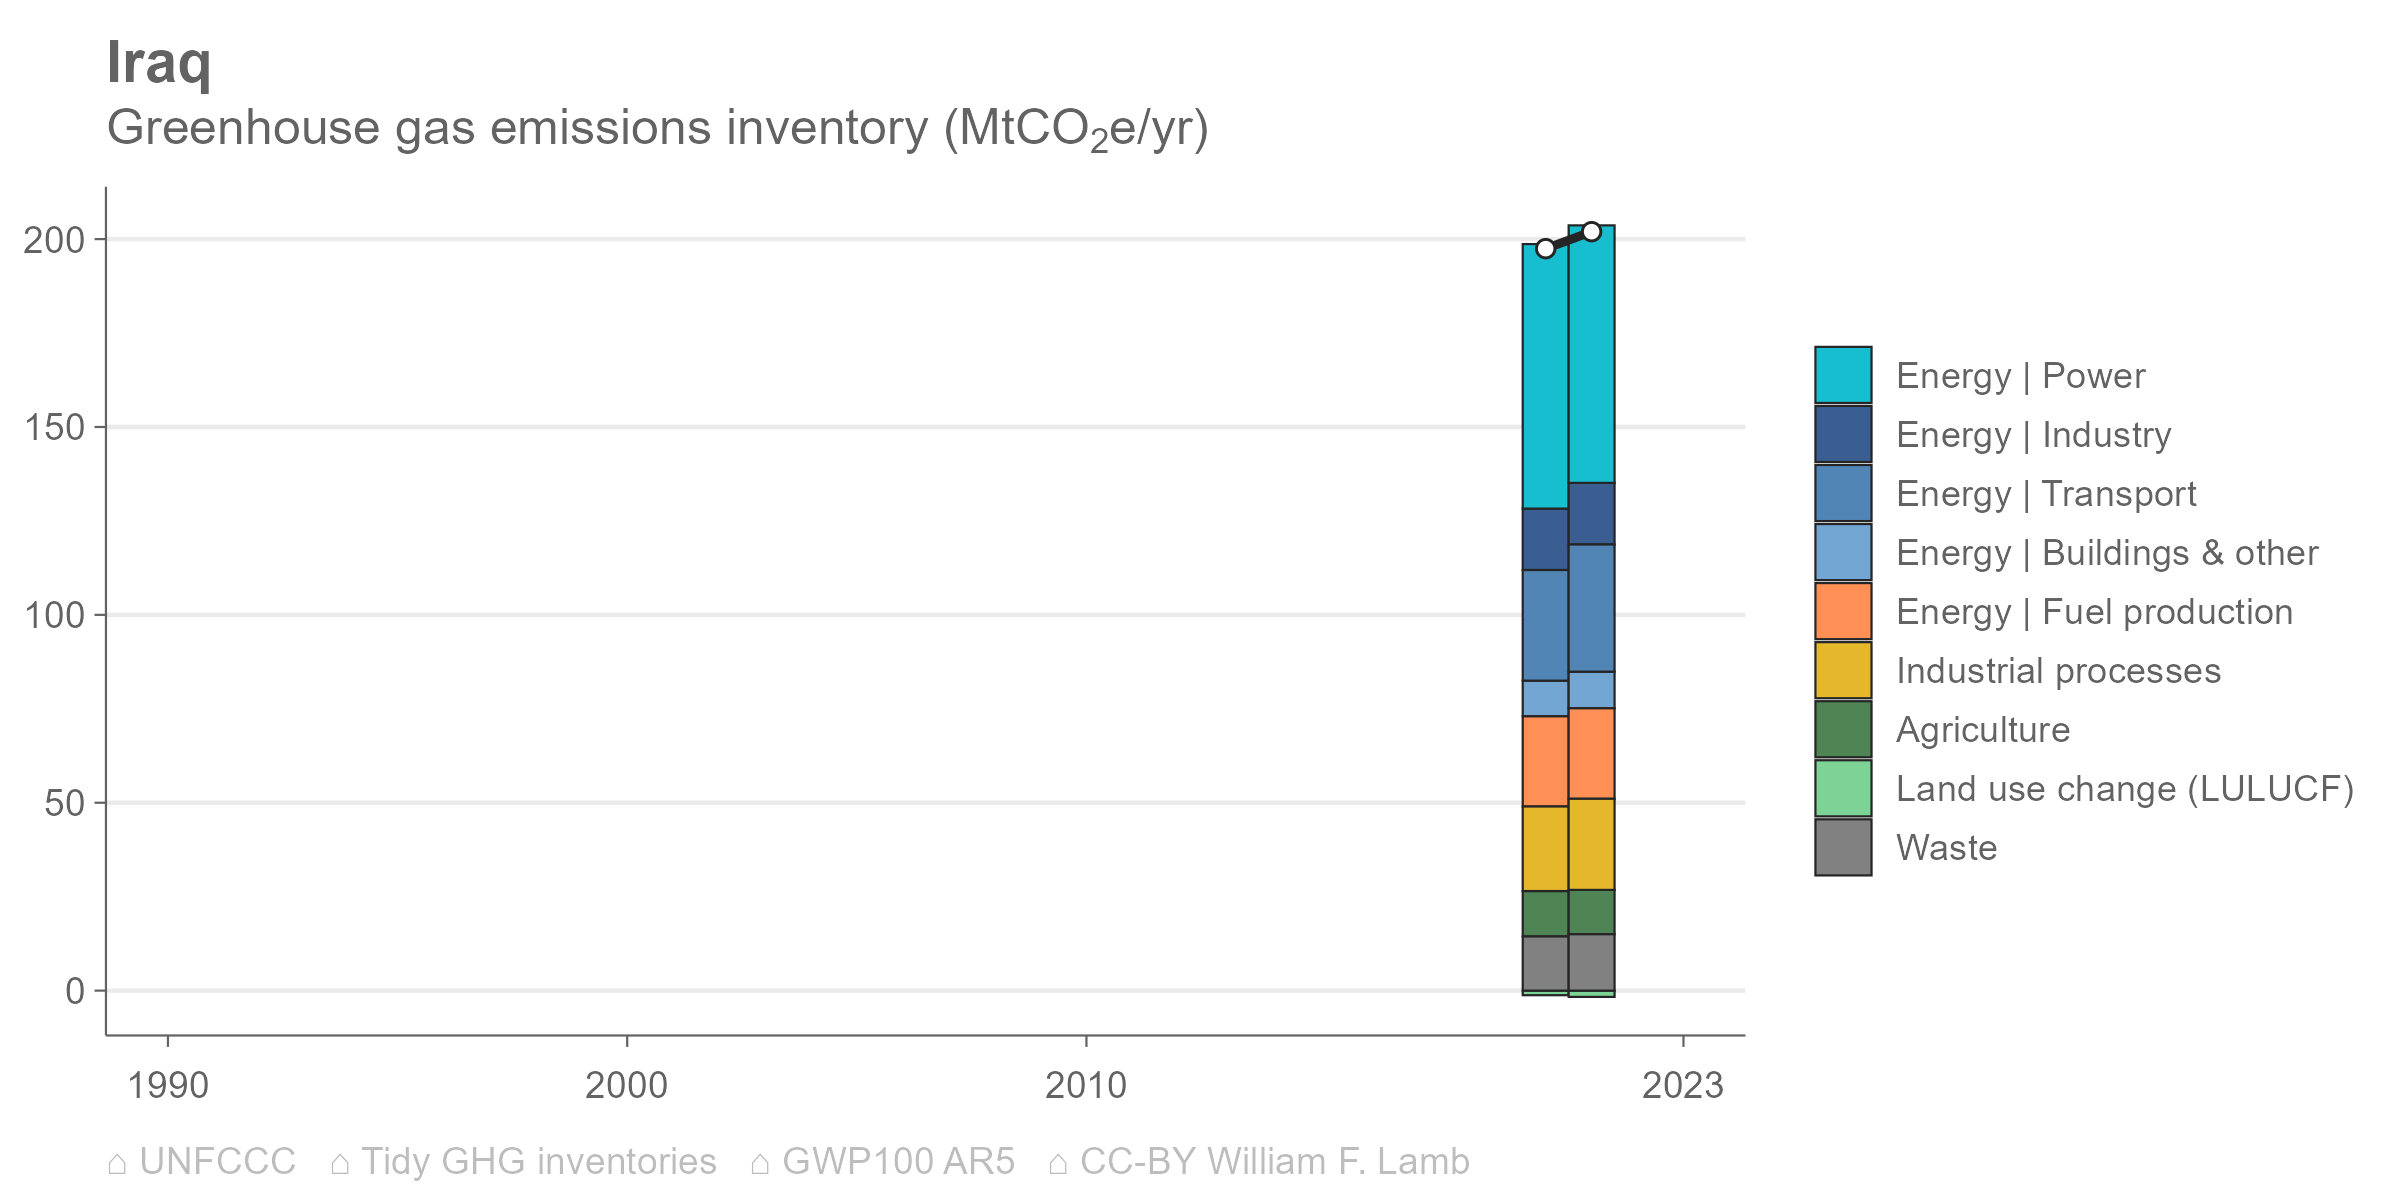 Iraq
Greenhouse gas emissions inventory (MtCO₂e/yr)
200
150
100
50
0
1990 2000 2010 2023
Energy | Power
Energy | Industry
Energy | Transport
Energy | Buildings & other
Energy | Fuel production
Industrial processes
Agriculture
Land use change (LULUCF)
Waste
⌂ UNFCCC ⌂ Tidy GHG inventories ⌂ GWP100 AR5 ⌂ CC-BY William F. Lamb